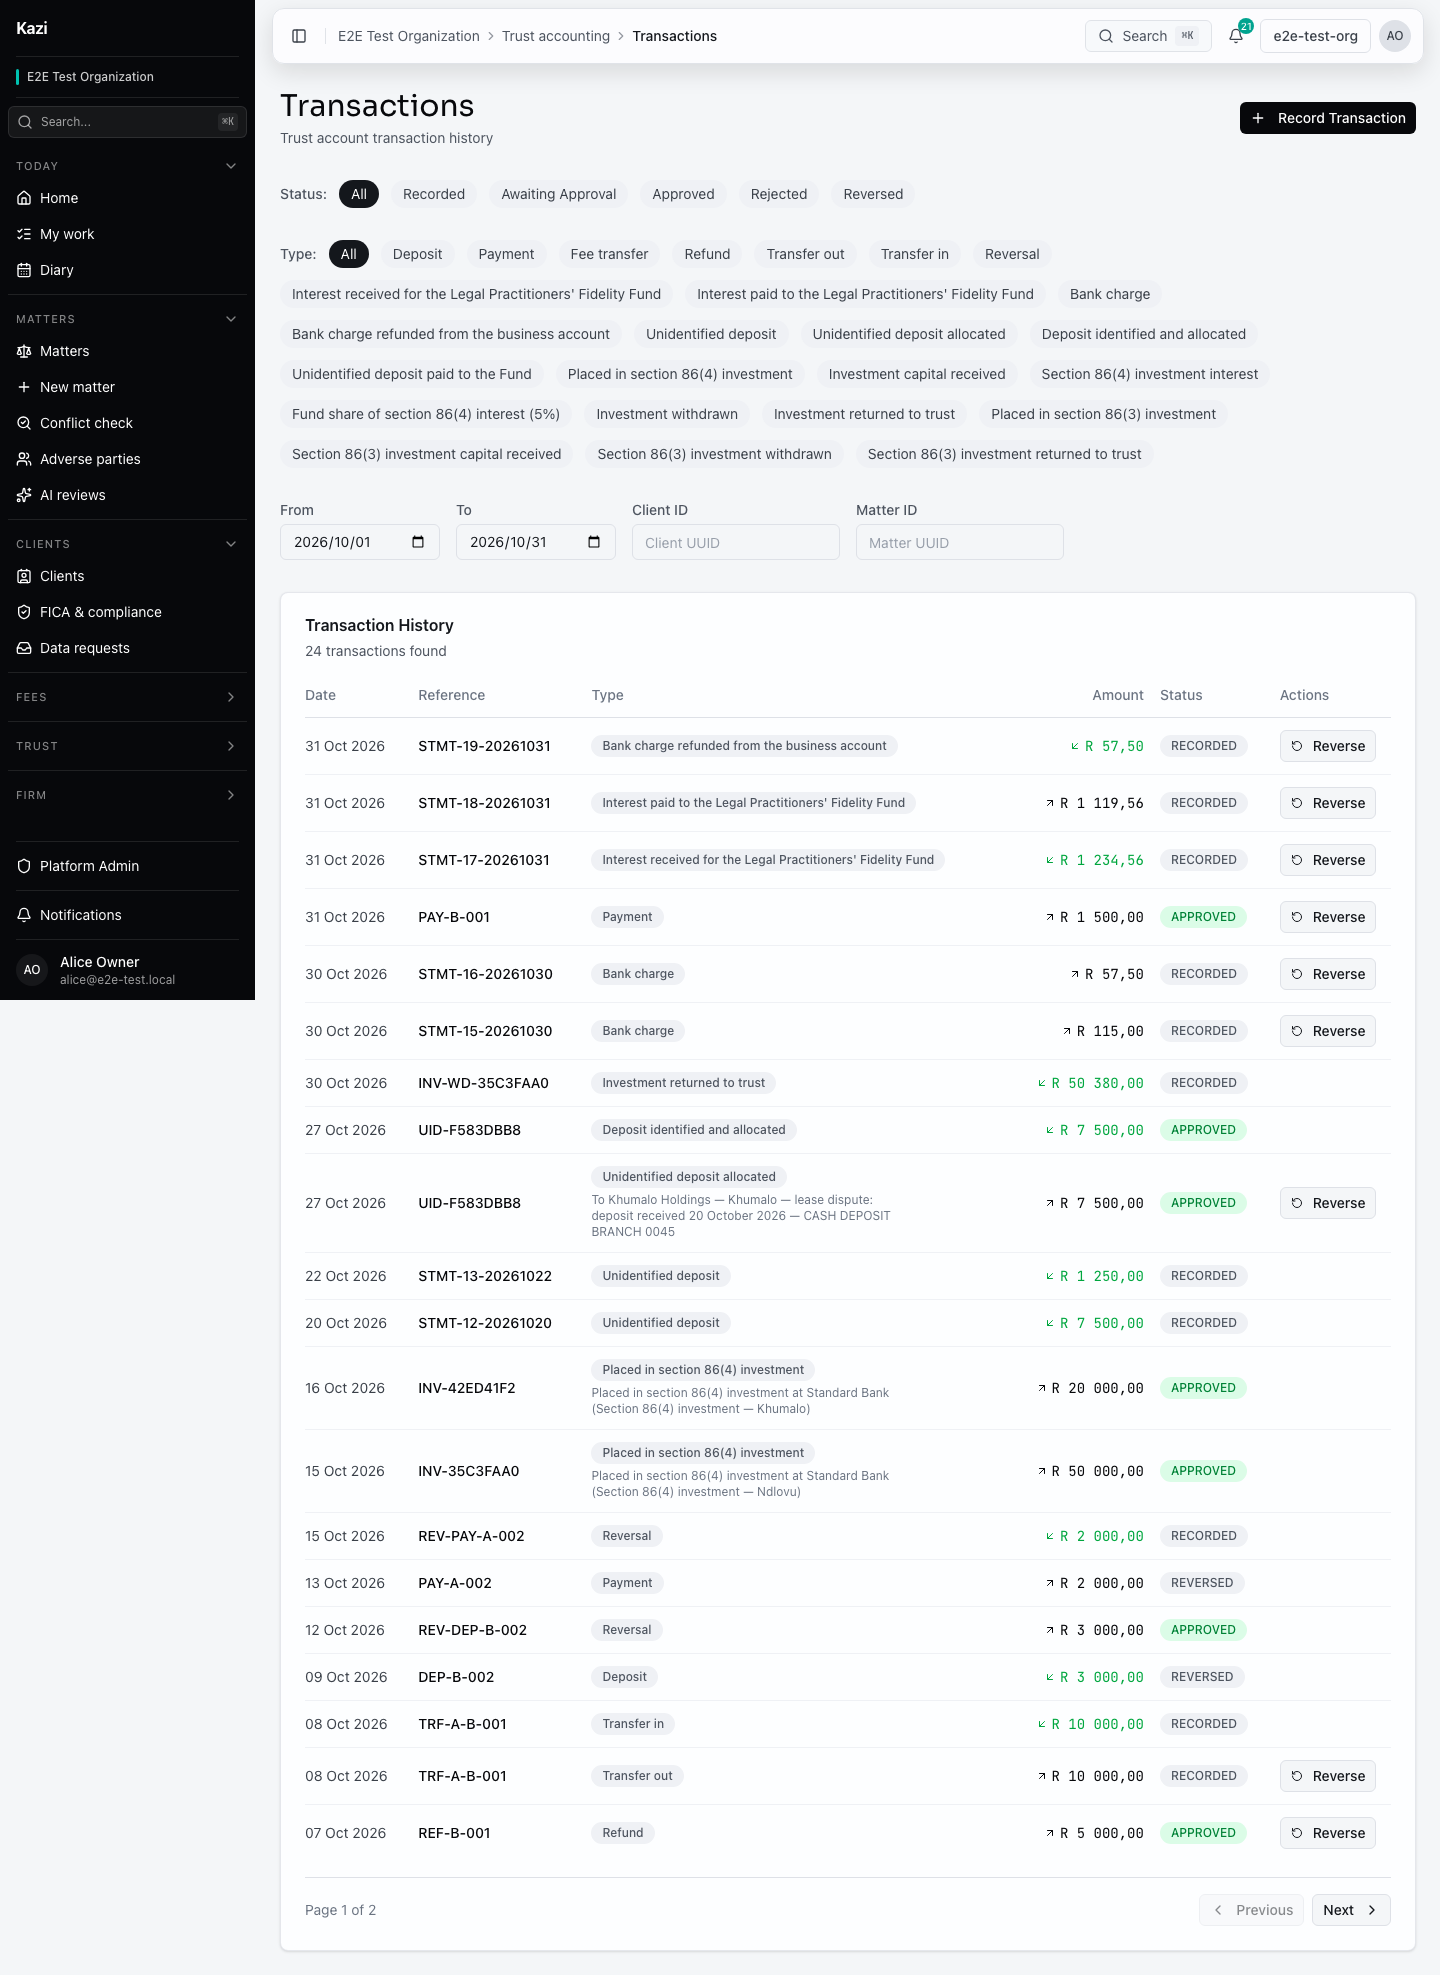 Kazi
E2E Test Organization
Search... ⌘K
TODAY
Home
My work
Diary
MATTERS
Matters
New matter
Conflict check
Adverse parties
AI reviews
CLIENTS
Clients
FICA & compliance
Data requests
FEES
TRUST
FIRM
Platform Admin
Notifications
AO Alice Owner
alice@e2e-test.local
E2E Test Organization > Trust accounting > Transactions
Search ⌘K 21 e2e-test-org AO
Transactions
Trust account transaction history
Record Transaction
Status: All Recorded Awaiting Approval Approved Rejected Reversed
Type: All Deposit Payment Fee transfer Refund Transfer out Transfer in Reversal
Interest received for the Legal Practitioners' Fidelity Fund Interest paid to the Legal Practitioners' Fidelity Fund Bank charge
Bank charge refunded from the business account Unidentified deposit Unidentified deposit allocated Deposit identified and allocated
Unidentified deposit paid to the Fund Placed in section 86(4) investment Investment capital received Section 86(4) investment interest
Fund share of section 86(4) interest (5%) Investment withdrawn Investment returned to trust Placed in section 86(3) investment
Section 86(3) investment capital received Section 86(3) investment withdrawn Section 86(3) investment returned to trust
From To Client ID Matter ID
2026/10/01 2026/10/31 Client UUID Matter UUID
Transaction History
24 transactions found
Date Reference Type Amount Status Actions
31 Oct 2026 STMT-19-20261031 Bank charge refunded from the business account R 57,50 RECORDED Reverse
31 Oct 2026 STMT-18-20261031 Interest paid to the Legal Practitioners' Fidelity Fund R 1 119,56 RECORDED Reverse
31 Oct 2026 STMT-17-20261031 Interest received for the Legal Practitioners' Fidelity Fund R 1 234,56 RECORDED Reverse
31 Oct 2026 PAY-B-001 Payment R 1 500,00 APPROVED Reverse
30 Oct 2026 STMT-16-20261030 Bank charge R 57,50 RECORDED Reverse
30 Oct 2026 STMT-15-20261030 Bank charge R 115,00 RECORDED Reverse
30 Oct 2026 INV-WD-35C3FAA0 Investment returned to trust R 50 380,00 RECORDED
27 Oct 2026 UID-F583DBB8 Deposit identified and allocated R 7 500,00 APPROVED
27 Oct 2026 UID-F583DBB8 Unidentified deposit allocated R 7 500,00 APPROVED Reverse
To Khumalo Holdings — Khumalo — lease dispute:
deposit received 20 October 2026 — CASH DEPOSIT
BRANCH 0045
22 Oct 2026 STMT-13-20261022 Unidentified deposit R 1 250,00 RECORDED
20 Oct 2026 STMT-12-20261020 Unidentified deposit R 7 500,00 RECORDED
16 Oct 2026 INV-42ED41F2 Placed in section 86(4) investment R 20 000,00 APPROVED
Placed in section 86(4) investment at Standard Bank
(Section 86(4) investment — Khumalo)
15 Oct 2026 INV-35C3FAA0 Placed in section 86(4) investment R 50 000,00 APPROVED
Placed in section 86(4) investment at Standard Bank
(Section 86(4) investment — Ndlovu)
15 Oct 2026 REV-PAY-A-002 Reversal R 2 000,00 RECORDED
13 Oct 2026 PAY-A-002 Payment R 2 000,00 REVERSED
12 Oct 2026 REV-DEP-B-002 Reversal R 3 000,00 APPROVED
09 Oct 2026 DEP-B-002 Deposit R 3 000,00 REVERSED
08 Oct 2026 TRF-A-B-001 Transfer in R 10 000,00 RECORDED
08 Oct 2026 TRF-A-B-001 Transfer out R 10 000,00 RECORDED Reverse
07 Oct 2026 REF-B-001 Refund R 5 000,00 APPROVED Reverse
Page 1 of 2 Previous Next